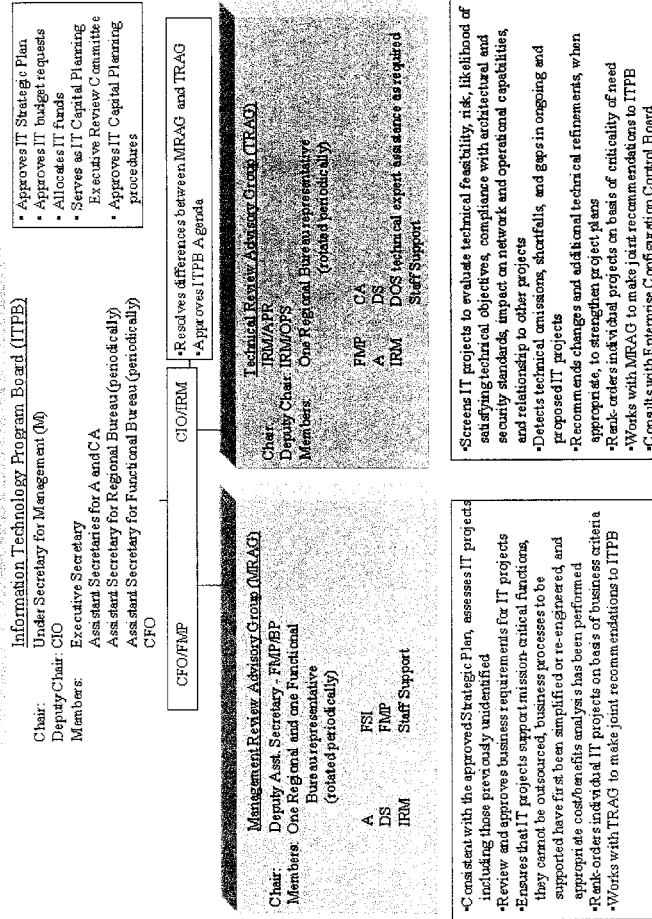 Information Technology Program Board (ITPB)
Chair: Under Secretary for Management (M)
Deputy Chair: CIO
Members: Executive Secretary
Assistant Secretaries for A and CA
Assistant Secretary for Regional Bureau (periodically)
Assistant Secretary for Functional Bureau (periodically)
CFO
• Approves IT Strategic Plan
• Approves IT budget requests
• Allocates IT funds
• Serves as IT Capital Planning
Executive Review Committee
• Approves IT Capital Planning
procedures
CFO/FMP
CIO/IRM
•Resolves differences between MRAG and TRAG
•Approves ITPB Agenda
Management Review Advisory Group (MRAG)
Chair: Deputy Asst. Secretary - FMP/BP
Members: One Regional and one Functional
Bureau representative
(rotated periodically)
A FSI
DS FMP
IRM Staff Support
Technical Review Advisory Group (TRAG)
Chair: IRM/APR
Deputy Chair: IRM/OPS
Members: One Regional Bureau representative
(rotated periodically)
FMP CA
A DS
IRM DOS technical expert assistance as required
Staff Support
•Consistent with the approved Strategic Plan, assesses IT projects
including those previously unidentified
•Review and approves business requirements for IT projects
•Ensures that IT projects support mission-critical functions,
they cannot be outsourced, business processes to be
supported have first been simplified or re-engineered, and
appropriate cost/benefits analysis has been performed
•Rank-orders individual IT projects on basis of business criteria
•Works with TRAG to make joint recommendations to ITPB
•Screens IT projects to evaluate technical feasibility, risk, likelihood of
satisfying technical objectives, compliance with architectural and
security standards, impact on network and operational capabilities,
and relationship to other projects
•Detects technical omissions, shortfalls, and gaps in ongoing and
proposed IT projects
•Recommends changes and additional technical refinements, when
appropriate, to strengthen project plans
•Rank-orders individual projects on basis of criticality of need
•Works with MRAG to make joint recommendations to ITPB
•Consults with Enterprise Configuration Control Board